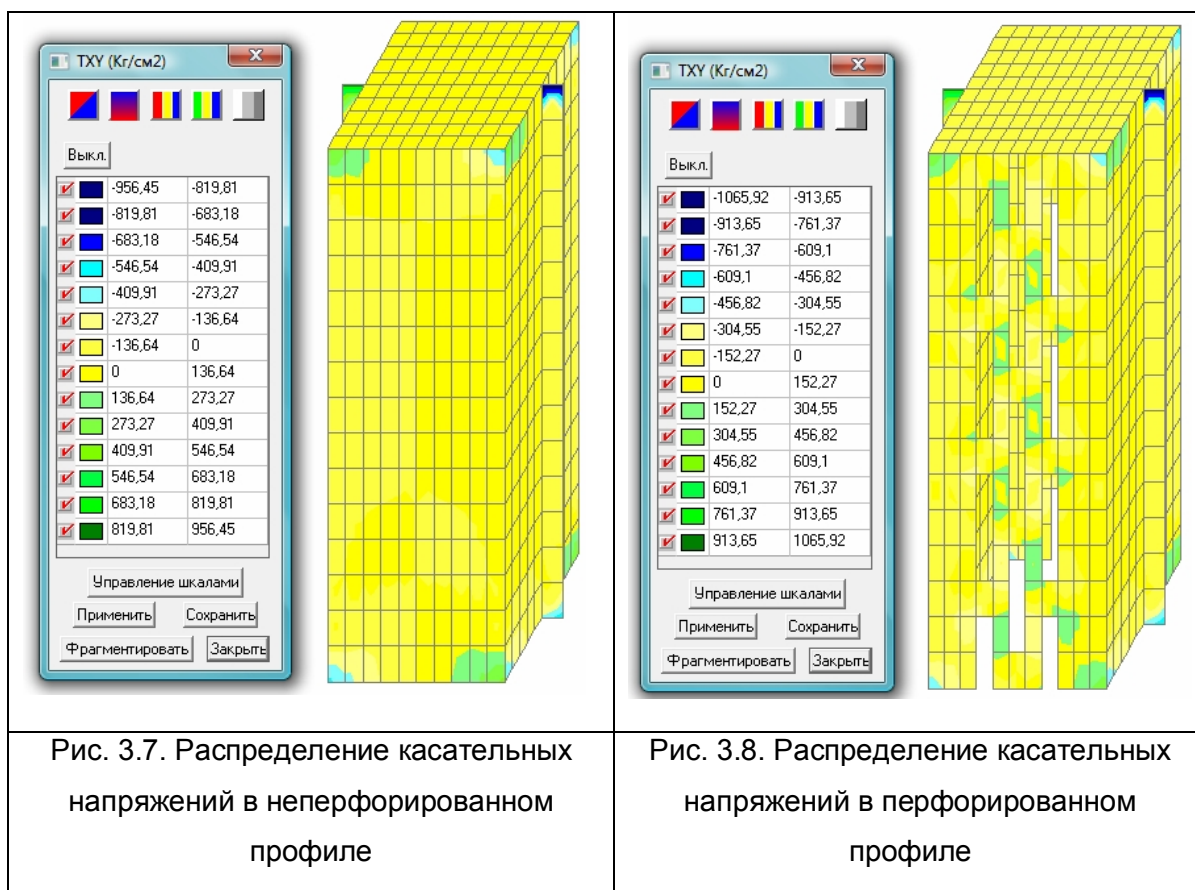 TXY (Кг/см2)
Выкл.
-956,45 -819,81
-819,81 -683,18
-683,18 -546,54
-546,54 -409,91
-409,91 -273,27
-273,27 -136,64
-136,64 0
0 136,64
136,64 273,27
273,27 409,91
409,91 546,54
546,54 683,18
683,18 819,81
819,81 956,45
Управление шкалами
Применить Сохранить
Фрагментировать Закрыть
Рис. 3.7. Распределение касательных
напряжений в неперфорированном
профиле
TXY (Кг/см2)
Выкл.
-1065,92 -913,65
-913,65 -761,37
-761,37 -609,1
-609,1 -456,82
-456,82 -304,55
-304,55 -152,27
-152,27 0
0 152,27
152,27 304,55
304,55 456,82
456,82 609,1
609,1 761,37
761,37 913,65
913,65 1065,92
Управление шкалами
Применить Сохранить
Фрагментировать Закрыть
Рис. 3.8. Распределение касательных
напряжений в перфорированном
профиле